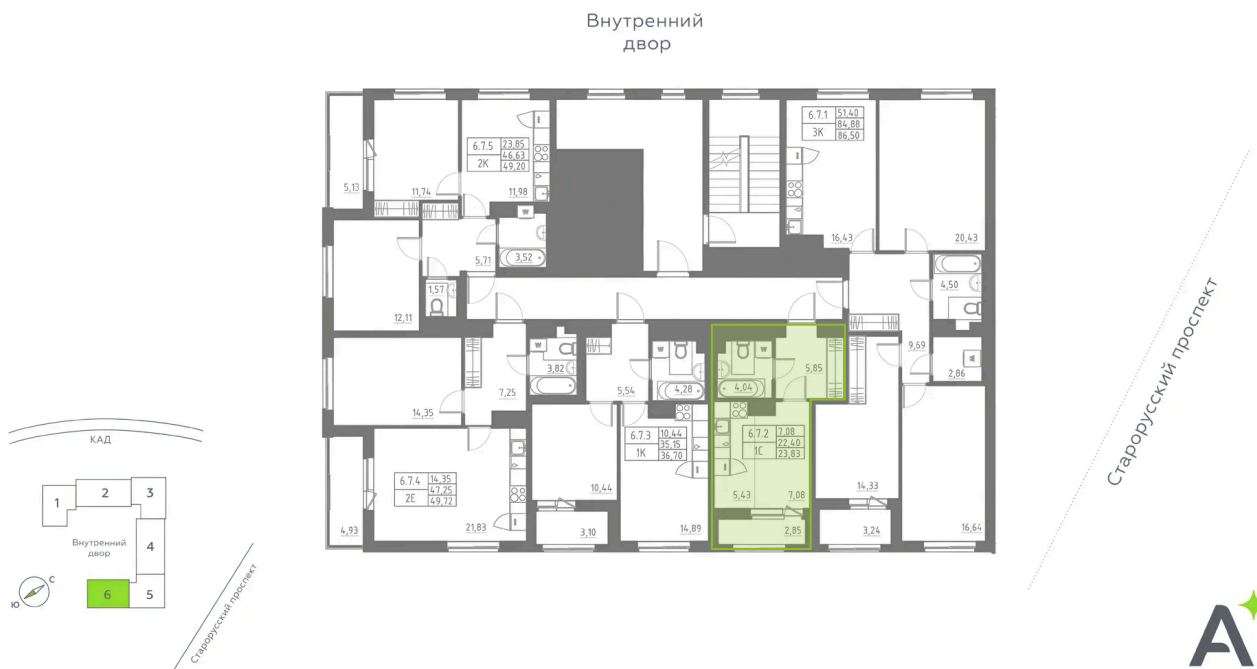 Внутренний
двор
6.7.5
2К
23,85
46,63
49,20
6.7.1
3К
51,40
84,88
86,50
5,13
11,74
11,98
16,43
20,43
5,71
W
3,52
1,57
4,50
12,11
9,69
2,86
W
3,82
7,25
W
5,54
W
4,28
W
4,04
5,85
14,35
6.7.4
2Е
14,35
47,25
49,72
6.7.3
1К
10,44
35,15
36,70
6.7.2
1С
7,08
22,40
23,83
4,93
21,83
10,44
3,10
14,89
5,43
7,08
2,85
14,33
3,24
16,64
Старорусский проспект
КАД
1
2
3
4
Внутренний
двор
5
6
С
Ю
Старорусский проспект
А